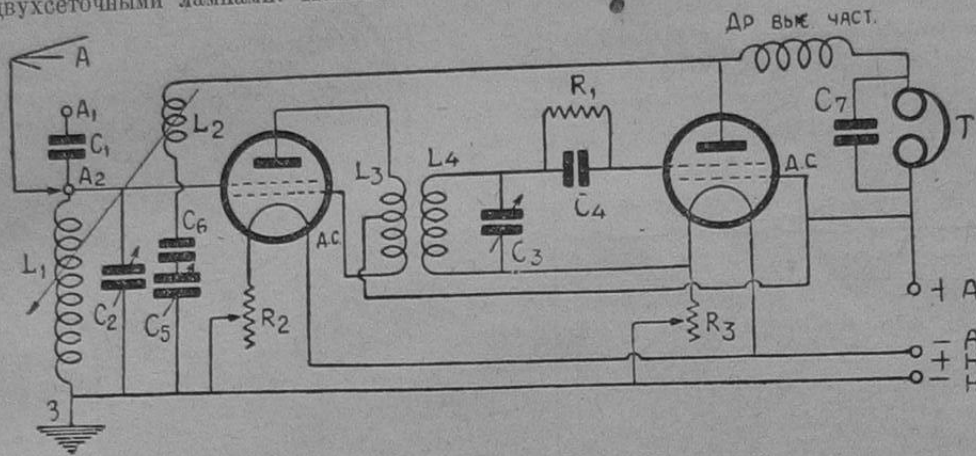 двухсеточными лампами.
Др выс част.
A
A₁
C₁
A₂
L₂
R₁
C₇
T
L₃
L₄
Д.С.
C₄
Д.С.
L₁
C₆
C₂
C₅
R₂
C₃
R₃
+ А
– А
+ Н
– Н
З